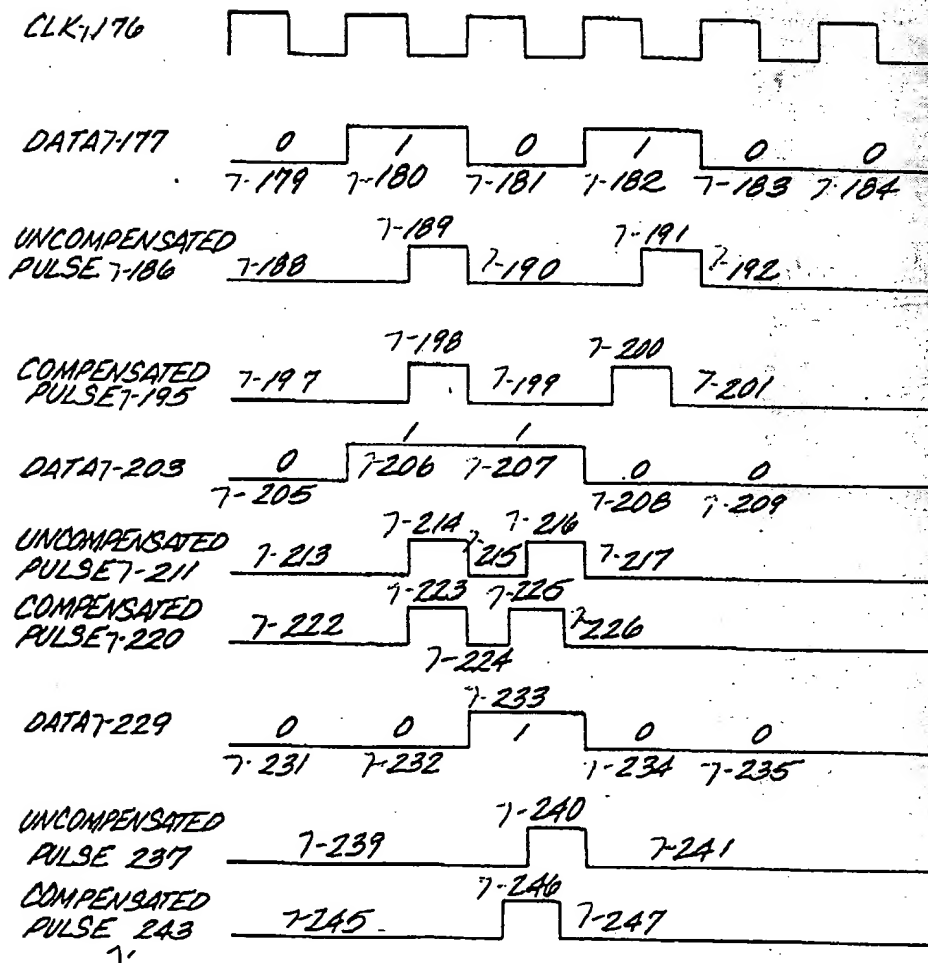 CLK 7-176
DATA 7-177
0 1 0 1 0 0
7-179 7-180 7-181 7-182 7-183 7-184
UNCOMPENSATED
PULSE 7-186
7-188 7-189 7-190 7-191 7-192
COMPENSATED
PULSE 7-195
7-197 7-198 7-199 7-200 7-201
DATA 7-203
0 1 1 0 0
7-205 7-206 7-207 7-208 7-209
UNCOMPENSATED
PULSE 7-211
7-213 7-214 7-215 7-216 7-217
COMPENSATED
PULSE 7-220
7-222 7-223 7-224 7-225 7-226
DATA 7-229
7-233
0 0 1 0 0
7-231 7-232 7-234 7-235
UNCOMPENSATED
PULSE 237
7-239 7-240 7-241
COMPENSATED
PULSE 243
7-
7-245 7-246 7-247